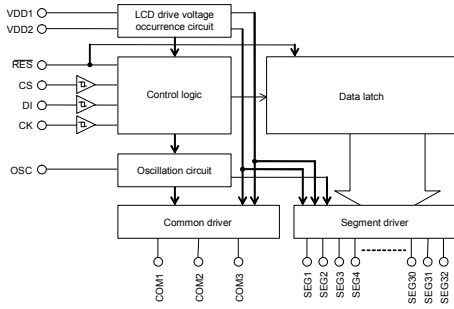 VDD1
VDD2
LCD drive voltage
occurrence circuit
RES
CS
DI
CK
Control logic
Data latch
OSC
Oscillation circuit
Common driver
Segment driver
COM1
COM2
COM3
SEG1
SEG2
SEG3
SEG4
SEG30
SEG31
SEG32